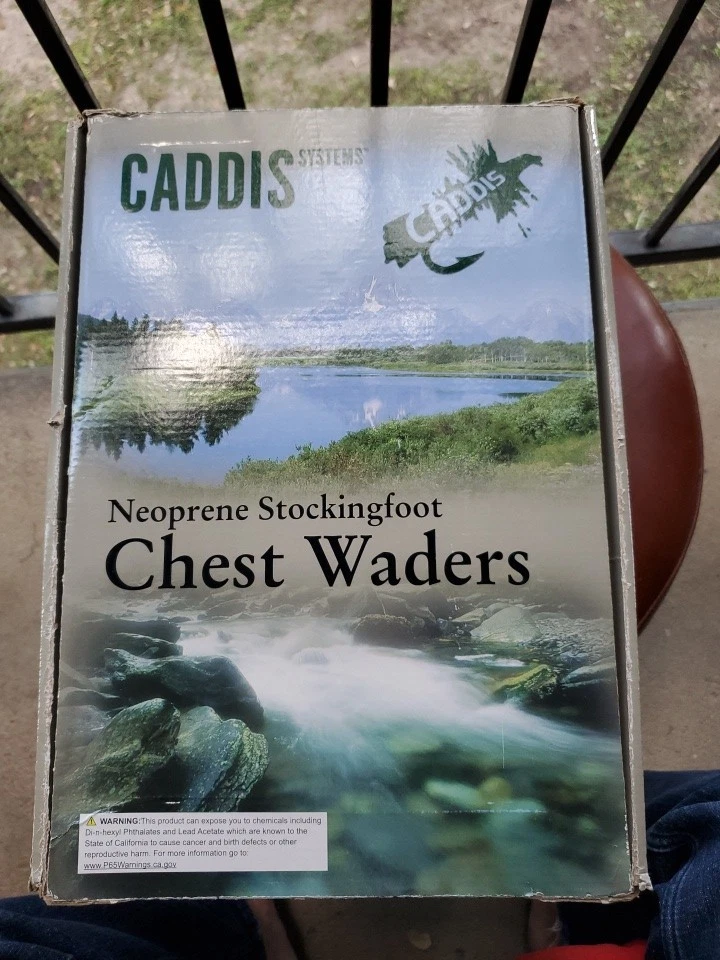 CADDIS SYSTEMS™
CADDIS
Neoprene Stockingfoot
Chest Waders
WARNING:This product can expose you to chemicals including
Di-n-hexyl Phthalates and Lead Acetate which are known to the
State of California to cause cancer and birth defects or other
reproductive harm. For more information go to:
www.P65Warnings.ca.gov